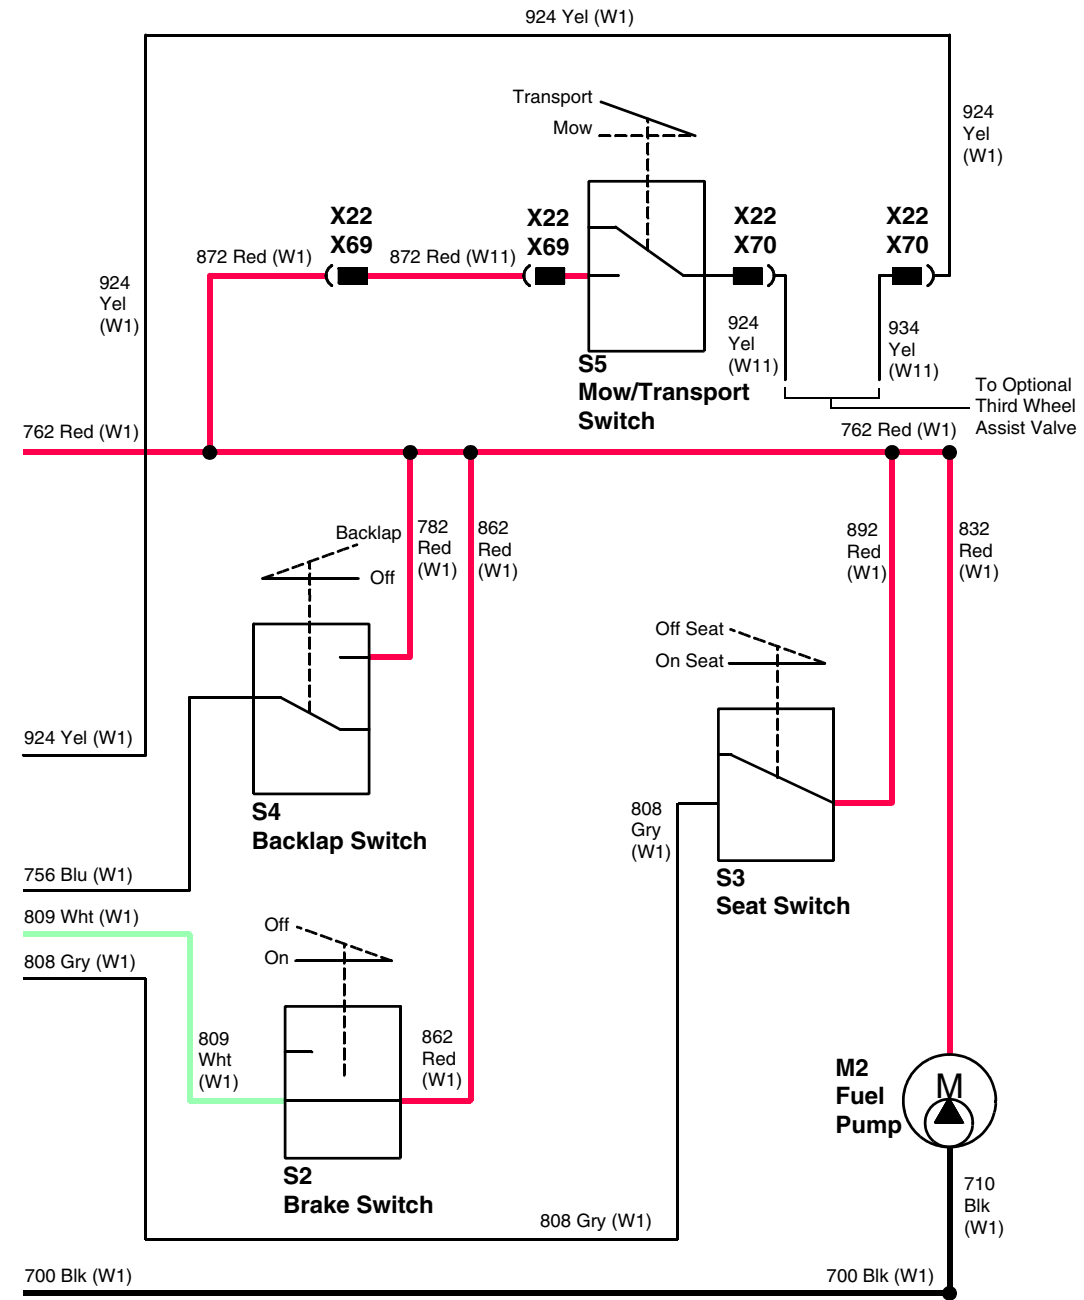 924 Yel (W1)
Transport
Mow
924
Yel
(W1)
X22
X69
X22
X69
X22
X70
X22
X70
872 Red (W1)
872 Red (W11)
924
Yel
(W1)
924
Yel
(W11)
934
Yel
(W11)
S5
Mow/Transport
Switch
To Optional
Third Wheel
Assist Valve
762 Red (W1)
762 Red (W1)
Backlap
Off
782
Red
(W1)
862
Red
(W1)
892
Red
(W1)
832
Red
(W1)
Off Seat
On Seat
924 Yel (W1)
S4
Backlap Switch
808
Gry
(W1)
756 Blu (W1)
S3
Seat Switch
809 Wht (W1)
Off
On
808 Gry (W1)
809
Wht
(W1)
862
Red
(W1)
M2
Fuel
Pump
M
S2
Brake Switch
710
Blk
(W1)
808 Gry (W1)
700 Blk (W1)
700 Blk (W1)